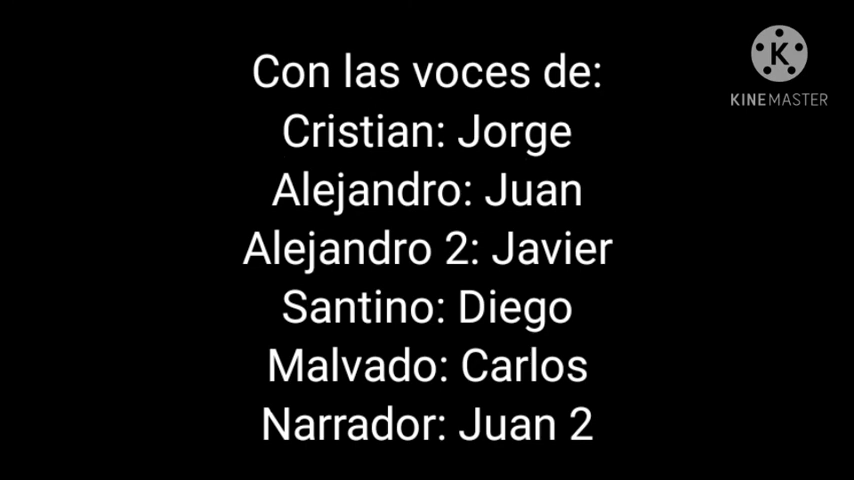 Con las voces de:
Cristian: Jorge
Alejandro: Juan
Alejandro 2: Javier
Santino: Diego
Malvado: Carlos
Narrador: Juan 2
K
KINEMASTER